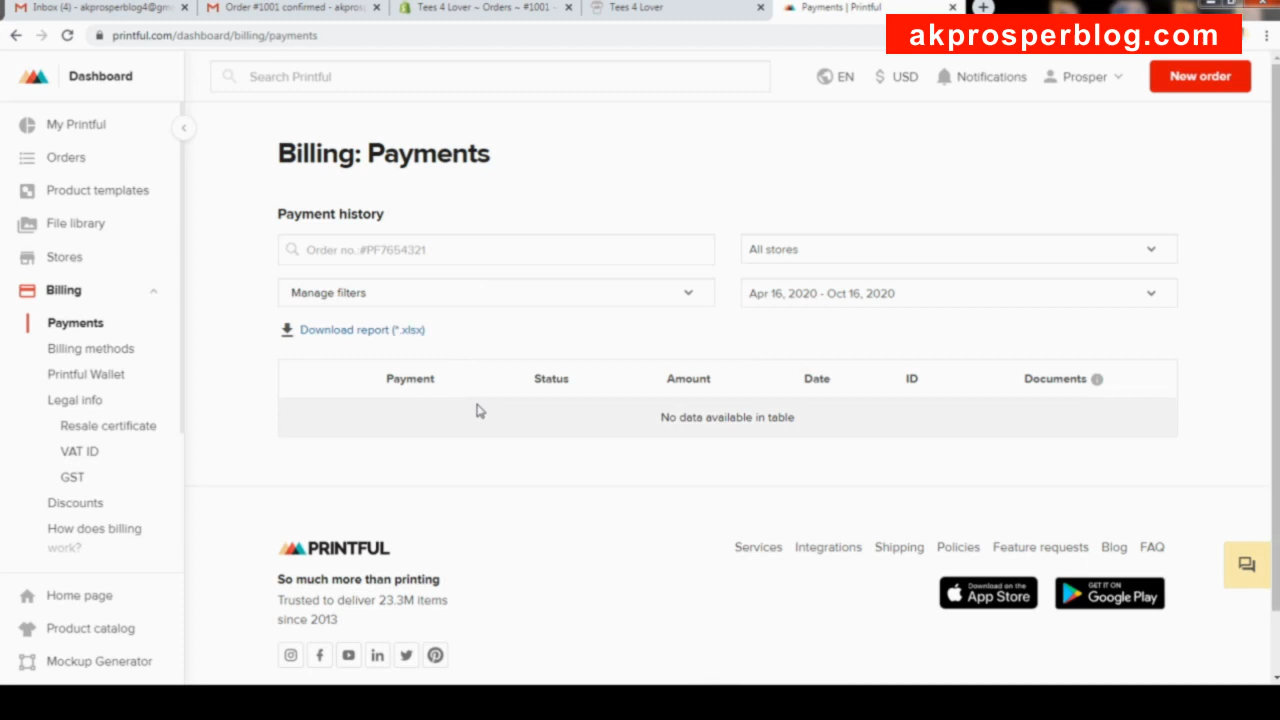 Inbox (4) - akprosperblog4@gm
Order #1001 confirmed - akpros
Tees 4 Lover ~ Orders ~ #1001 -
Tees 4 Lover
Payments | Printful
akprosperblog.com
printful.com/dashboard/billing/payments
Dashboard
Search Printful
EN
$ USD
Notifications
Prosper
New order
My Printful
Orders
Product templates
File library
Stores
Billing
Payments
Billing methods
Printful Wallet
Legal info
Resale certificate
VAT ID
GST
Discounts
How does billing
work?
Home page
Product catalog
Mockup Generator
Billing: Payments
Payment history
Order no.:#PF7654321
All stores
Manage filters
Apr 16, 2020 - Oct 16, 2020
Download report (*.xlsx)
Payment Status Amount Date ID Documents
No data available in table
PRINTFUL
So much more than printing
Trusted to deliver 23.3M items
since 2013
Services Integrations Shipping Policies Feature requests Blog FAQ
Download on the
App Store
GET IT ON
Google Play